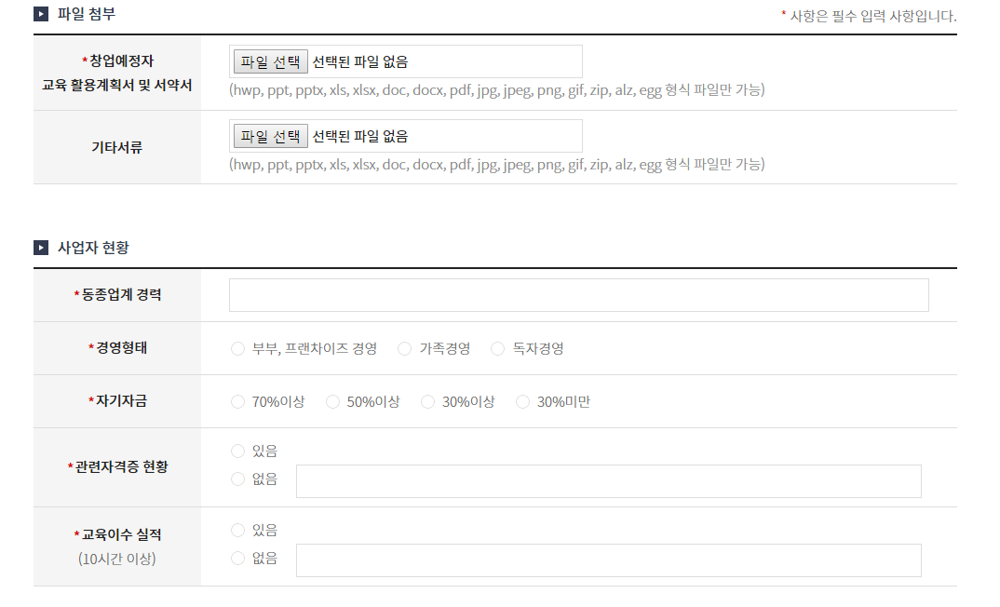 파일 첨부
* 사항은 필수 입력 사항입니다.
*창업예정자
교육 활용계획서 및 서약서
파일 선택 선택된 파일 없음
(hwp, ppt, pptx, xls, xlsx, doc, docx, pdf, jpg, jpeg, png, gif, zip, alz, egg 형식 파일만 가능)
기타서류
파일 선택 선택된 파일 없음
(hwp, ppt, pptx, xls, xlsx, doc, docx, pdf, jpg, jpeg, png, gif, zip, alz, egg 형식 파일만 가능)
사업자 현황
*동종업계 경력
*경영형태
부부, 프랜차이즈 경영 가족경영 독자경영
*자기자금
70%이상 50%이상 30%이상 30%미만
*관련자격증 현황
있음
없음
*교육이수 실적
(10시간 이상)
있음
없음